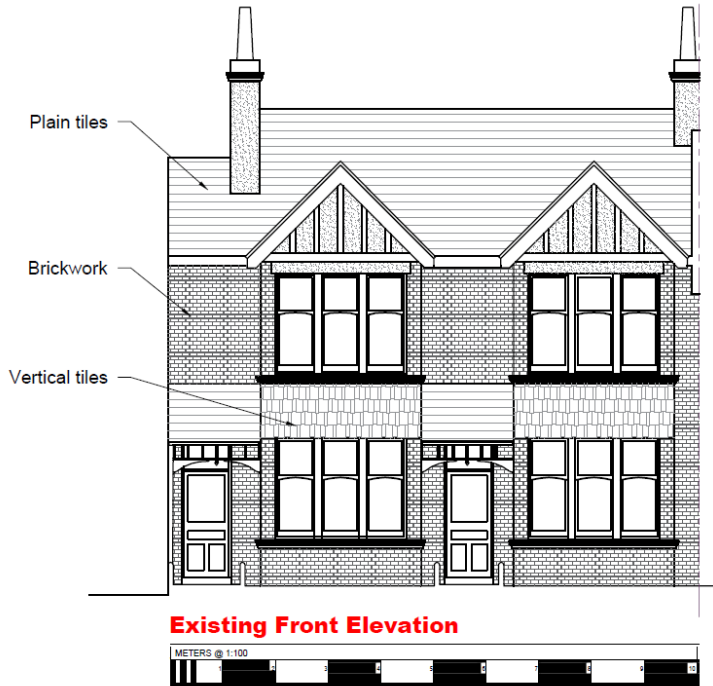 Plain tiles
Brickwork
Vertical tiles
Existing Front Elevation
METERS @ 1:100
1 2 3 4 5 6 7 8 9 10